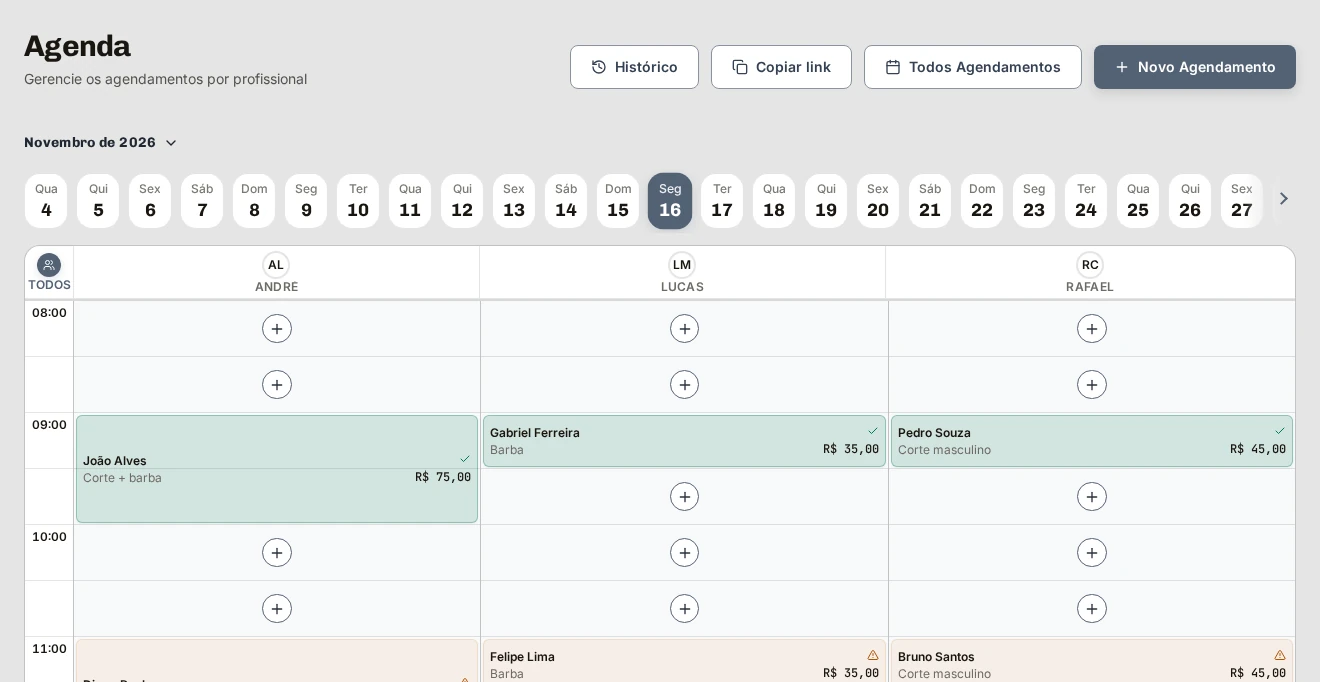 Agenda
Gerencie os agendamentos por profissional
Histórico
Copiar link
Todos Agendamentos
Novo Agendamento
Novembro de 2026
Qua 4
Qui 5
Sex 6
Sáb 7
Dom 8
Seg 9
Ter 10
Qua 11
Qui 12
Sex 13
Sáb 14
Dom 15
Seg 16
Ter 17
Qua 18
Qui 19
Sex 20
Sáb 21
Dom 22
Seg 23
Ter 24
Qua 25
Qui 26
Sex 27
TODOS
AL
ANDRÉ
LM
LUCAS
RC
RAFAEL
08:00
09:00
João Alves
Corte + barba R$ 75,00
Gabriel Ferreira
Barba R$ 35,00
Pedro Souza
Corte masculino R$ 45,00
10:00
11:00
Felipe Lima
Barba R$ 35,00
Bruno Santos
Corte masculino R$ 45,00